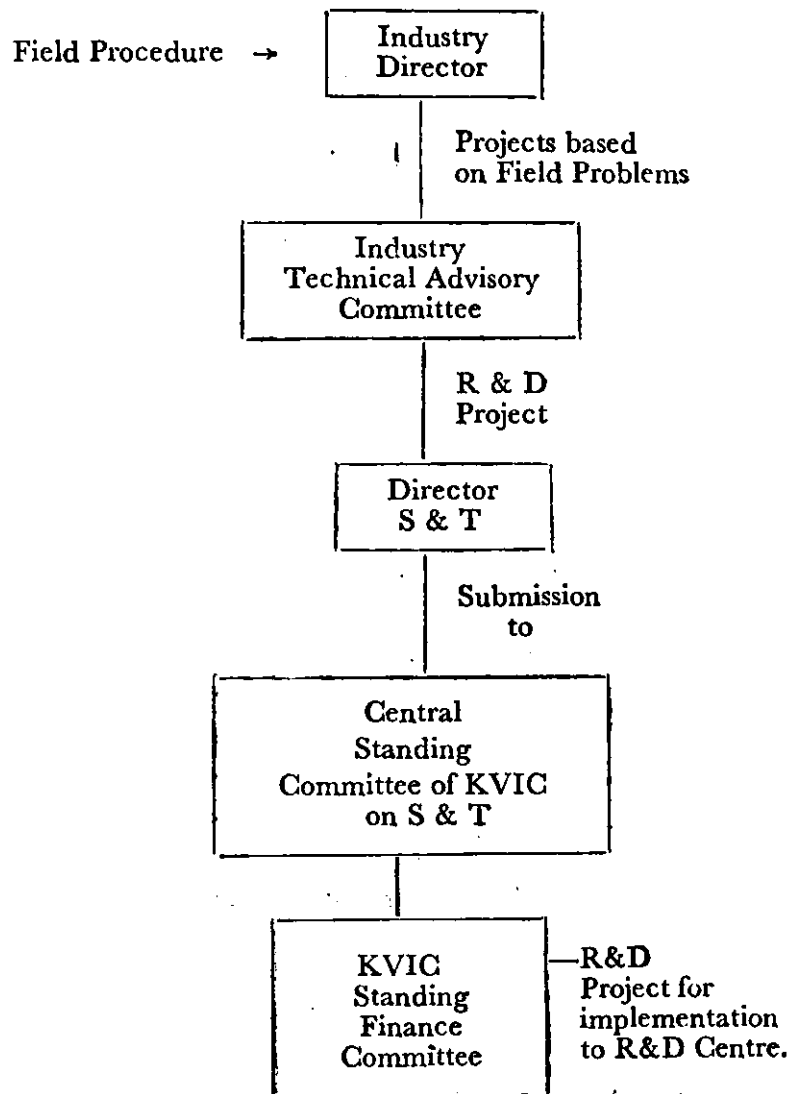 Field Procedure →
Industry
Director
Projects based
on Field Problems
Industry
Technical Advisory
Committee
R & D
Project
Director
S & T
Submission
to
Central
Standing
Committee of KVIC
on S & T
KVIC
Standing
Finance
Committee
—R&D
Project for
implementation
to R&D Centre.